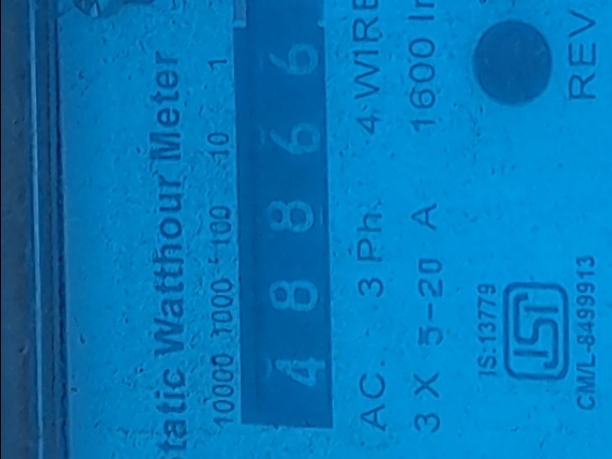 tatic Watthour Meter
10000 1000 100 10 1
4 8 8 6 6
AC. 3 Ph. 4 WIRE
3 X 5-20 A 1600 I
REV
IS:13779
ISI
CM/L-8499913